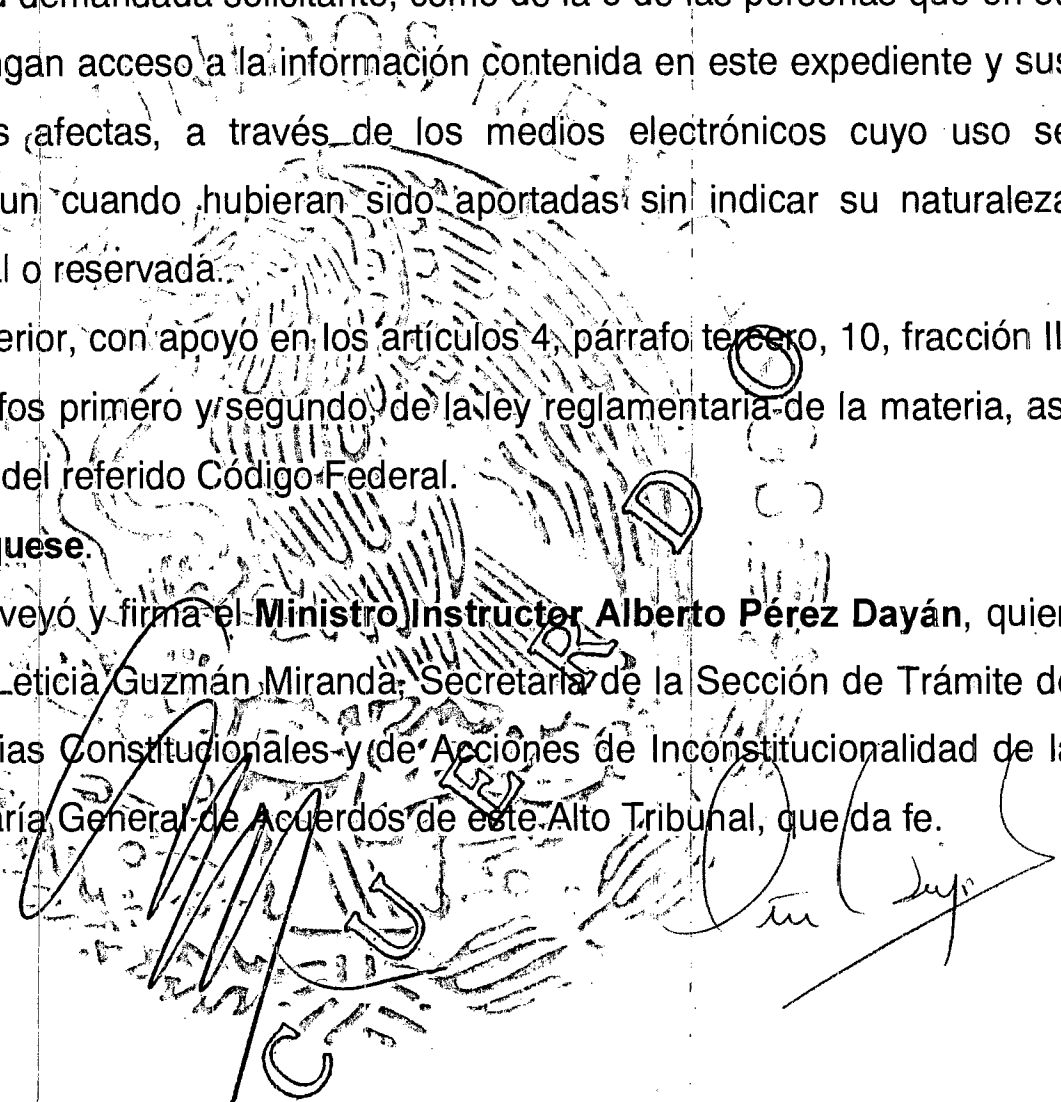 demandada solicitante, como de la o de las personas que en su
ngan acceso a la información contenida en este expediente y sus
s afectas, a través de los medios electrónicos cuyo uso se
un cuando hubieran sido aportadas sin indicar su naturaleza
l o reservada.
erior, con apoyo en los artículos 4, párrafo tercero, 10, fracción II
fos primero y segundo, de la ley reglamentaria de la materia, as
del referido Código Federal.
quese.
veyó y firma el Ministro Instructor Alberto Pérez Dayán, quien
Leticia Guzmán Miranda, Secretaria de la Sección de Trámite de
ias Constitucionales y de Acciones de Inconstitucionalidad de la
aría General de Acuerdos de este Alto Tribunal, que da fe.
CUERDO